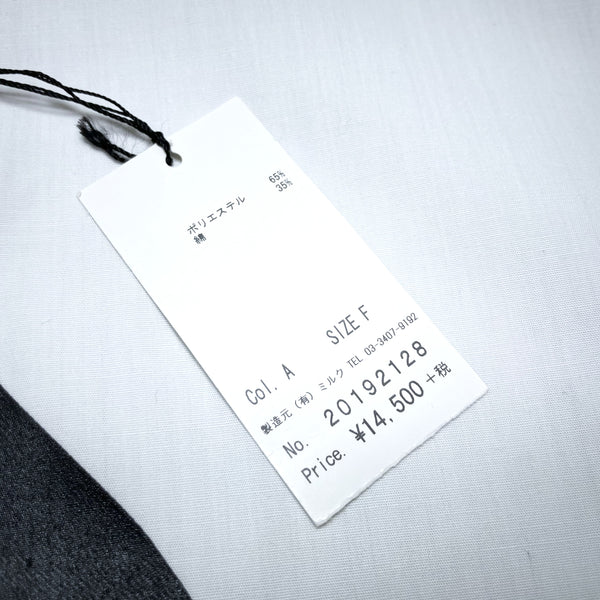 ポリエステル 65%
綿 35%
Col. A SIZE F
製造元 (有) ミルク TEL 03-3407-9192
No. 20192128
Price. ¥14,500 +税